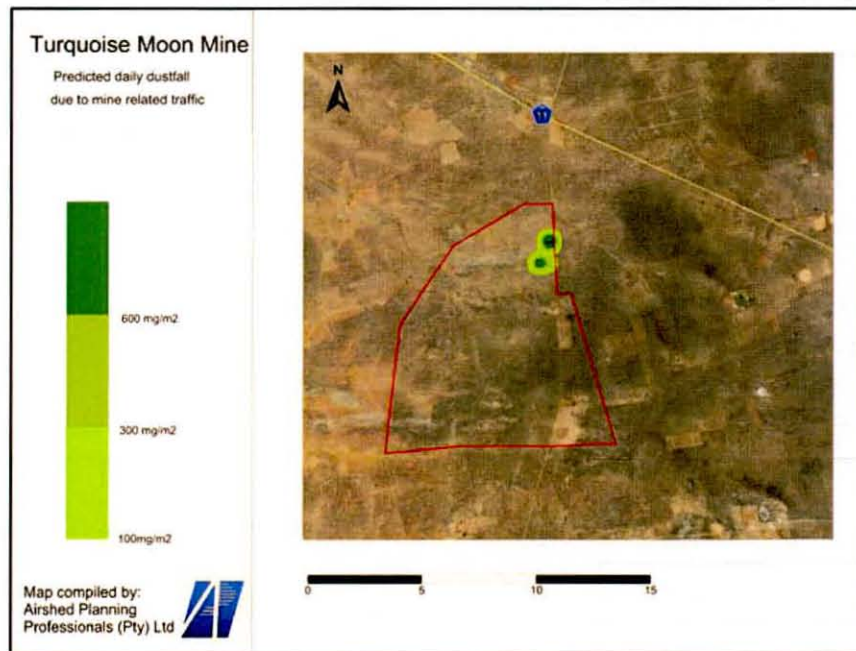 Turquoise Moon Mine
Predicted daily dustfall
due to mine related traffic
N
11
600 mg/m2
300 mg/m2
100mg/m2
Map compiled by:
Airshed Planning
Professionals (Pty) Ltd
0 5 10 15